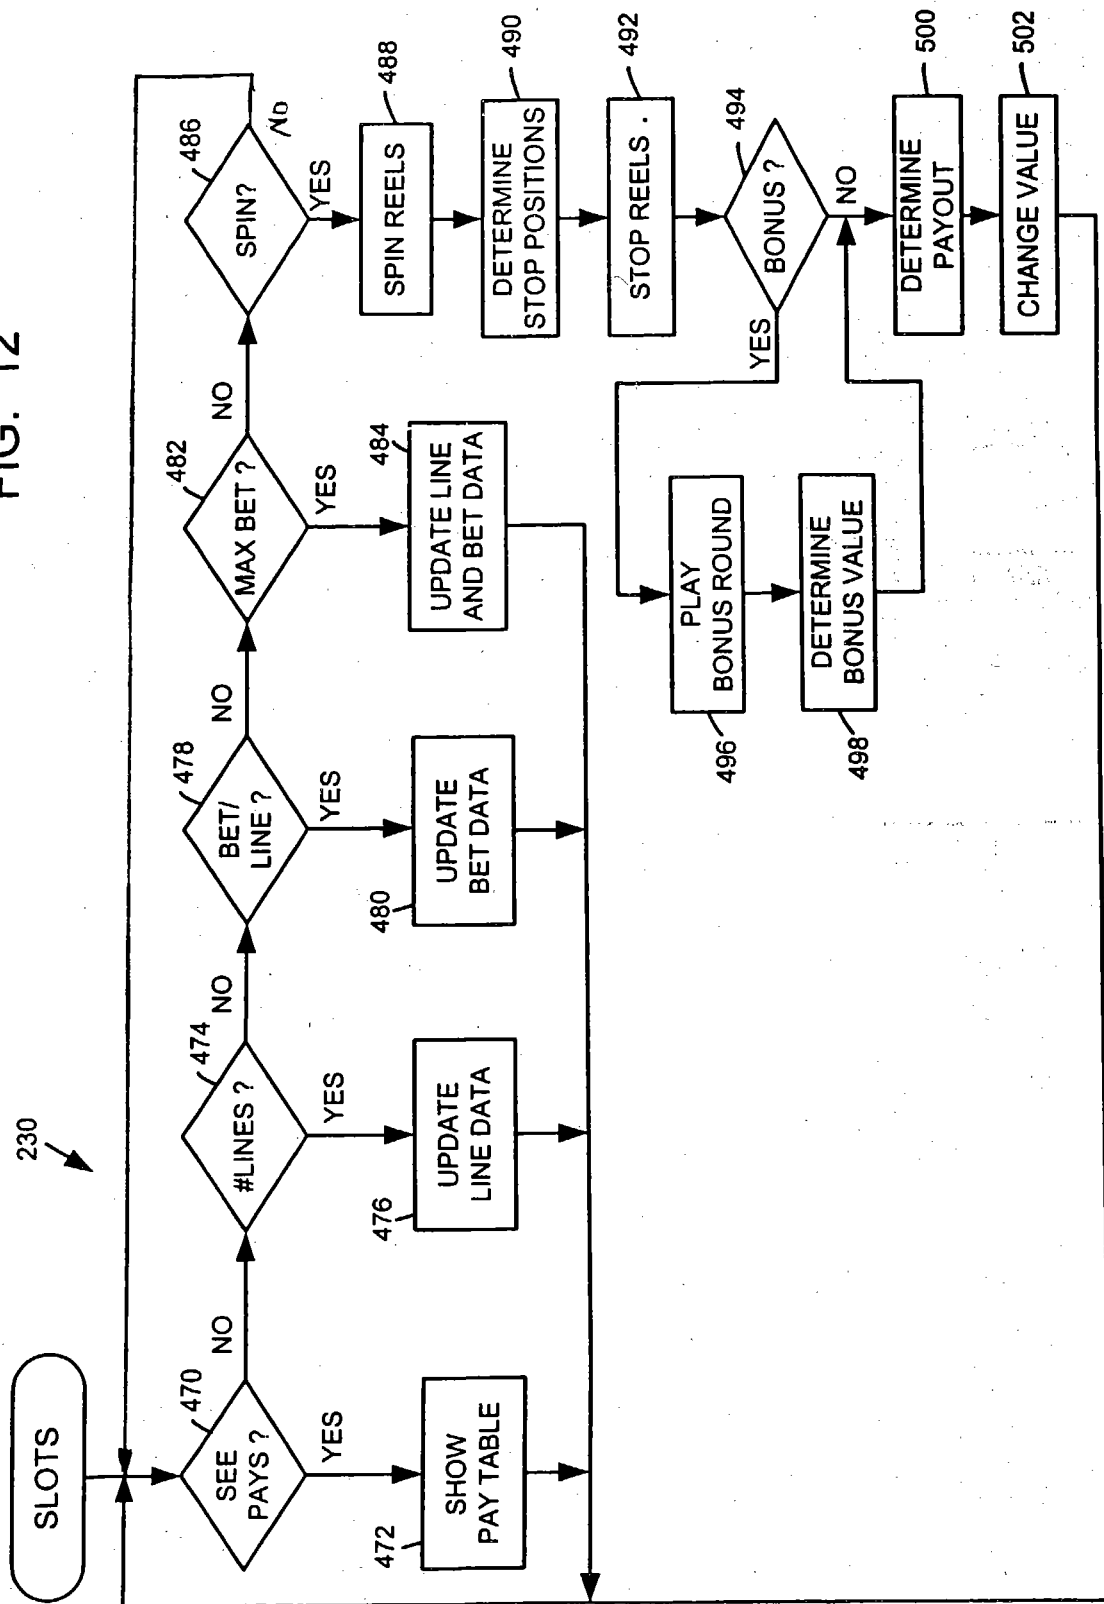 FIG. 12
230
SLOTS
470
SEE
PAYS ?
NO
YES
472
SHOW
PAY TABLE
474
#LINES ?
NO
YES
476
UPDATE
LINE DATA
478
BET/
LINE ?
NO
YES
480
UPDATE
BET DATA
482
MAX BET ?
NO
YES
484
UPDATE LINE
AND BET DATA
486
SPIN?
No
YES
488
SPIN REELS
490
DETERMINE
STOP POSITIONS
492
STOP REELS .
494
BONUS ?
YES
NO
496
PLAY
BONUS ROUND
498
DETERMINE
BONUS VALUE
500
DETERMINE
PAYOUT
502
CHANGE VALUE